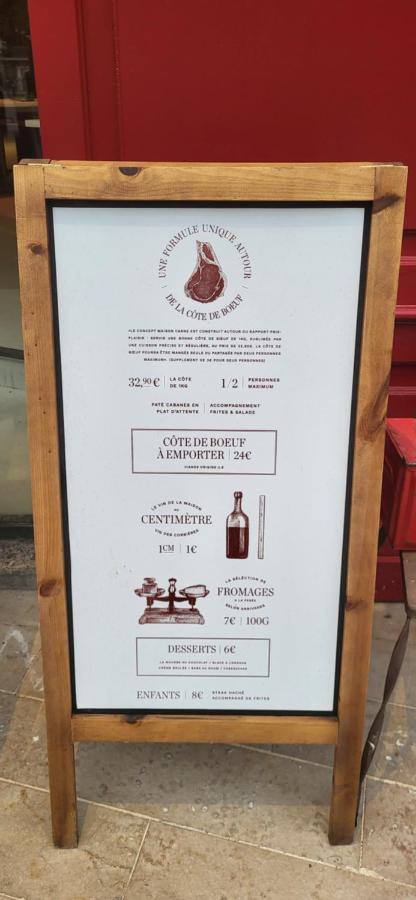 UNE FORMULE UNIQUE AUTOUR
DE LA CÔTE DE BOEUF
«LE CONCEPT MAISON CARNE EST CONSTRUIT AUTOUR DU RAPPORT PRIX-
PLAISIR : SERVIR UNE BONNE CÔTE DE BOEUF DE 1KG, SUBLIMÉE PAR
UNE CUISSON PRÉCISE ET RÉGULIÈRE, AU PRIX DE 32,90€. LA CÔTE DE
BOEUF POURRA ÊTRE MANGÉE SEULE OU PARTAGÉE PAR DEUX PERSONNES
MAXIMUM». (SUPPLÉMENT DE 3€ POUR DEUX PERSONNES)
32,90 € | LA CÔTE DE 1KG 1/2 | PERSONNES MAXIMUM
PATÉ CABANES EN | ACCOMPAGNEMENT
PLAT D'ATTENTE | FRITES & SALADE
CÔTE DE BOEUF
À EMPORTER | 24€
VIANDE ORIGINE U.E
LE VIN DE LA MAISON
AU
CENTIMÈTRE
VIN DES CORBIÈRES
1CM | 1€
LA SÉLECTION DE
FROMAGES
À LA PESÉE
SELON ARRIVAGES
7€ | 100G
DESSERTS | 6€
LA MOUSSE AU CHOCOLAT / GLACE À L'ORANGE
CRÈME BRÛLÉE / BABA AU RHUM / CHEESECAKE
ENFANTS | 8€ STEAK HACHÉ
ACCOMPAGNÉ DE FRITES